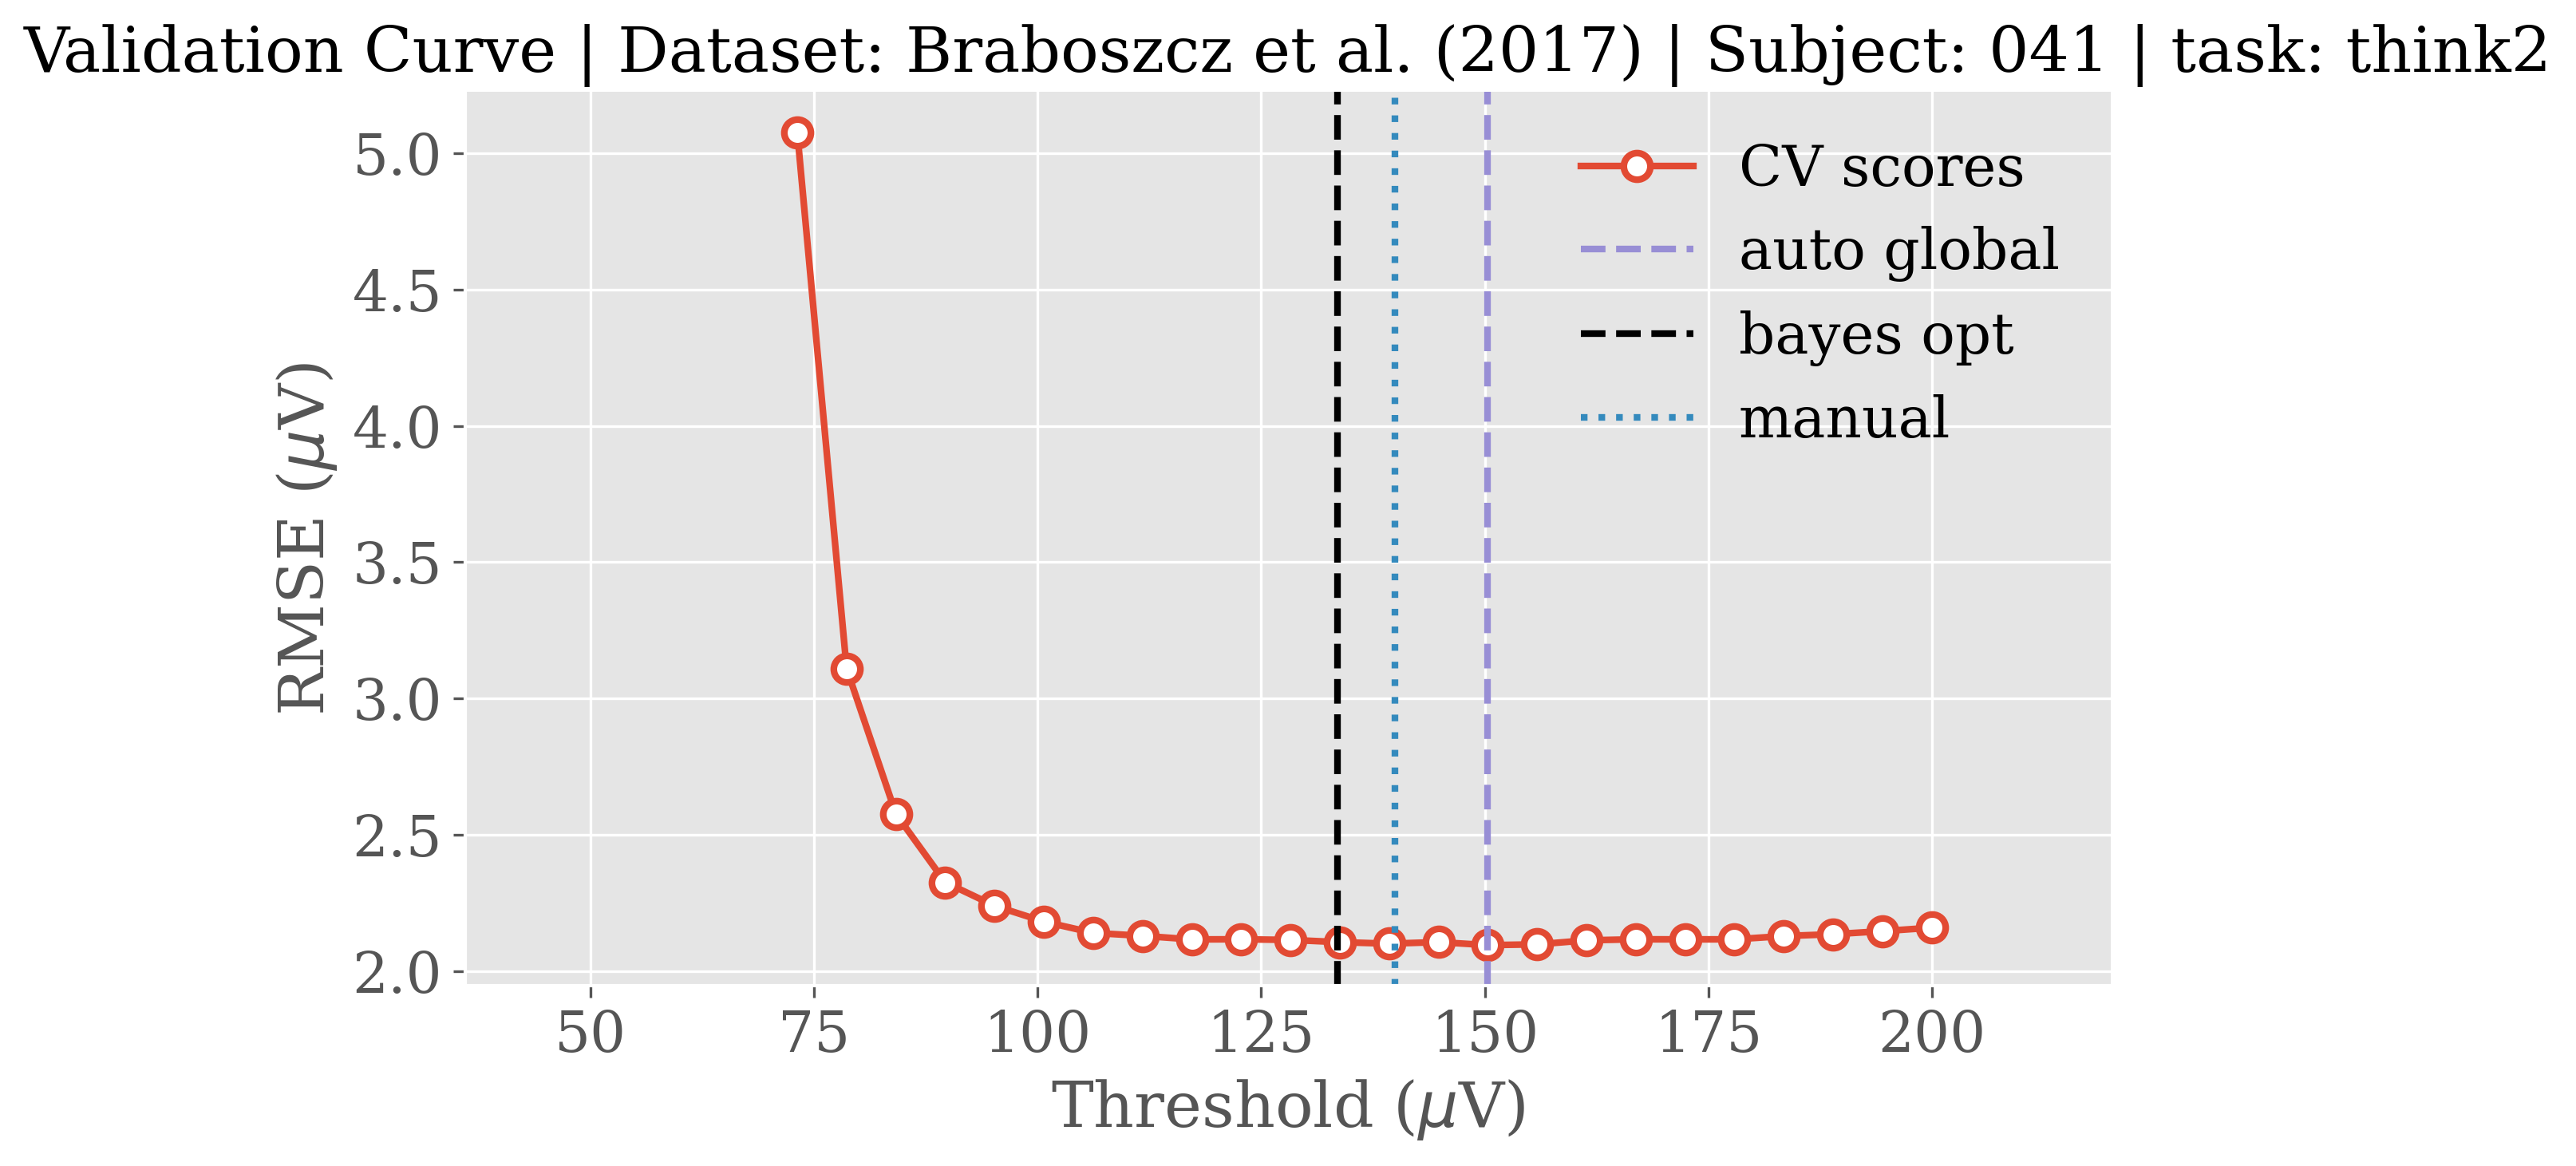 Validation Curve | Dataset: Braboszcz et al. (2017) | Subject: 041 | task: think2
5.0
4.5
4.0
3.5
3.0
2.5
2.0
RMSE (μV)
CV scores
auto global
bayes opt
manual
50 75 100 125 150 175 200
Threshold (μV)